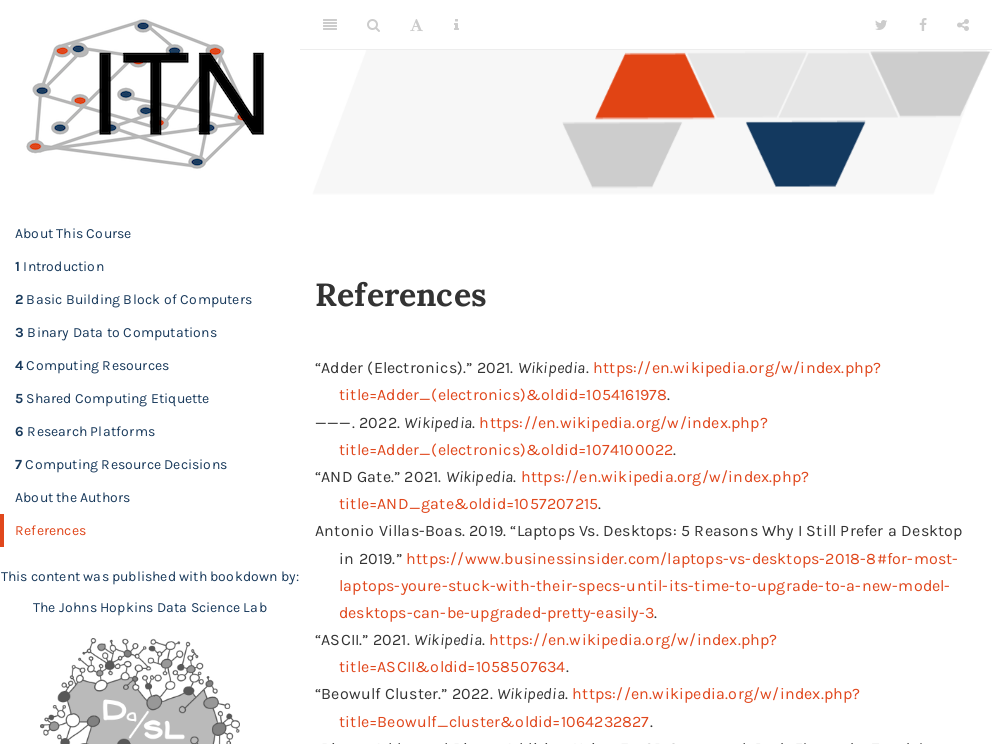 ITN
About This Course
1 Introduction
2 Basic Building Block of Computers
3 Binary Data to Computations
4 Computing Resources
5 Shared Computing Etiquette
6 Research Platforms
7 Computing Resource Decisions
About the Authors
References
This content was published with bookdown by:
The Johns Hopkins Data Science Lab
Da/SL
References
“Adder (Electronics).” 2021. Wikipedia. https://en.wikipedia.org/w/index.php?
title=Adder_(electronics)&oldid=1054161978.
———. 2022. Wikipedia. https://en.wikipedia.org/w/index.php?
title=Adder_(electronics)&oldid=1074100022.
“AND Gate.” 2021. Wikipedia. https://en.wikipedia.org/w/index.php?
title=AND_gate&oldid=1057207215.
Antonio Villas-Boas. 2019. “Laptops Vs. Desktops: 5 Reasons Why I Still Prefer a Desktop
in 2019.” https://www.businessinsider.com/laptops-vs-desktops-2018-8#for-most-
laptops-youre-stuck-with-their-specs-until-its-time-to-upgrade-to-a-new-model-
desktops-can-be-upgraded-pretty-easily-3.
“ASCII.” 2021. Wikipedia. https://en.wikipedia.org/w/index.php?
title=ASCII&oldid=1058507634.
“Beowulf Cluster.” 2022. Wikipedia. https://en.wikipedia.org/w/index.php?
title=Beowulf_cluster&oldid=1064232827.